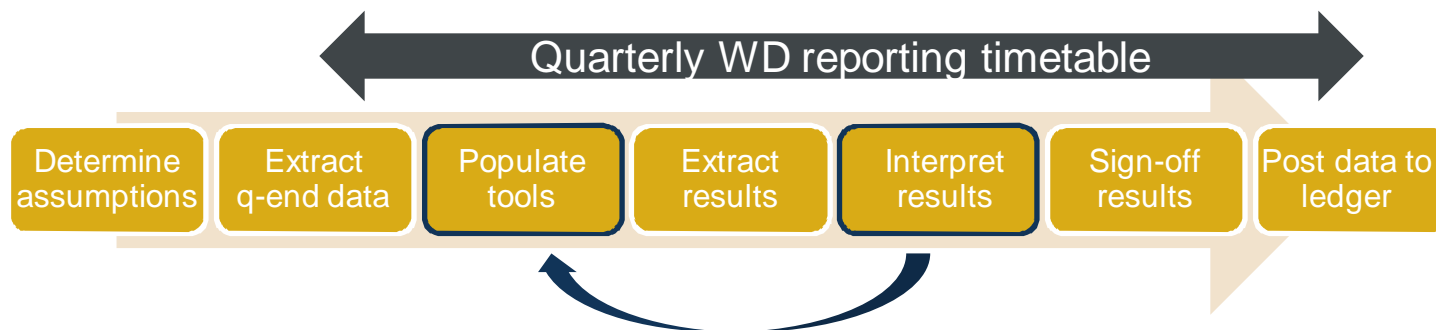 Quarterly WD reporting timetable
Determine
assumptions
Extract
q-end data
Populate
tools
Extract
results
Interpret
results
Sign-off
results
Post data to
ledger